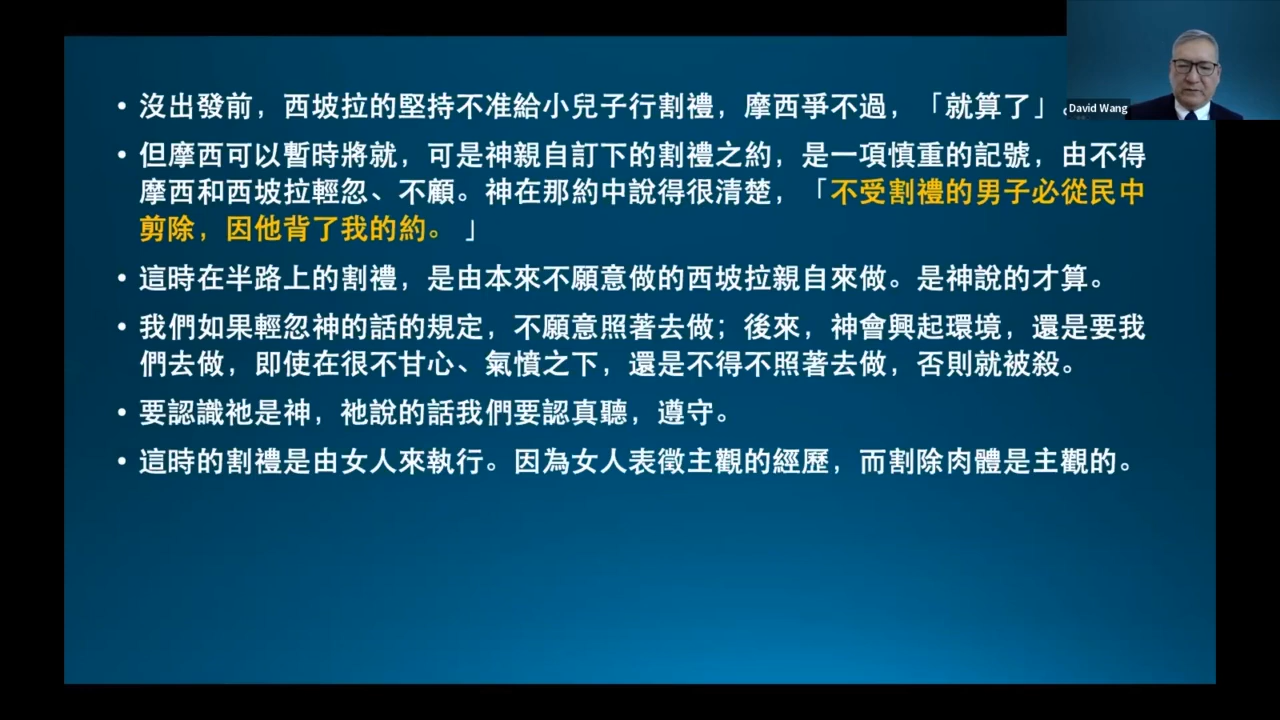 • 沒出發前，西坡拉的堅持不准給小兒子行割禮，摩西爭不過，「就算了」。
David Wang
• 但摩西可以暫時將就，可是神親自訂下的割禮之約，是一項慎重的記號，由不得
摩西和西坡拉輕忽、不顧。神在那約中說得很清楚，「不受割禮的男子必從民中
剪除，因他背了我的約。」
• 這時在半路上的割禮，是由本來不願意做的西坡拉親自來做。是神說的才算。
• 我們如果輕忽神的話的規定，不願意照著去做；後來，神會興起環境，還是要我
們去做，即使在很不甘心、氣憤之下，還是不得不照著去做，否則就被殺。
• 要認識祂是神，祂說的話我們要認真聽，遵守。
• 這時的割禮是由女人來執行。因為女人表徵主觀的經歷，而割除肉體是主觀的。